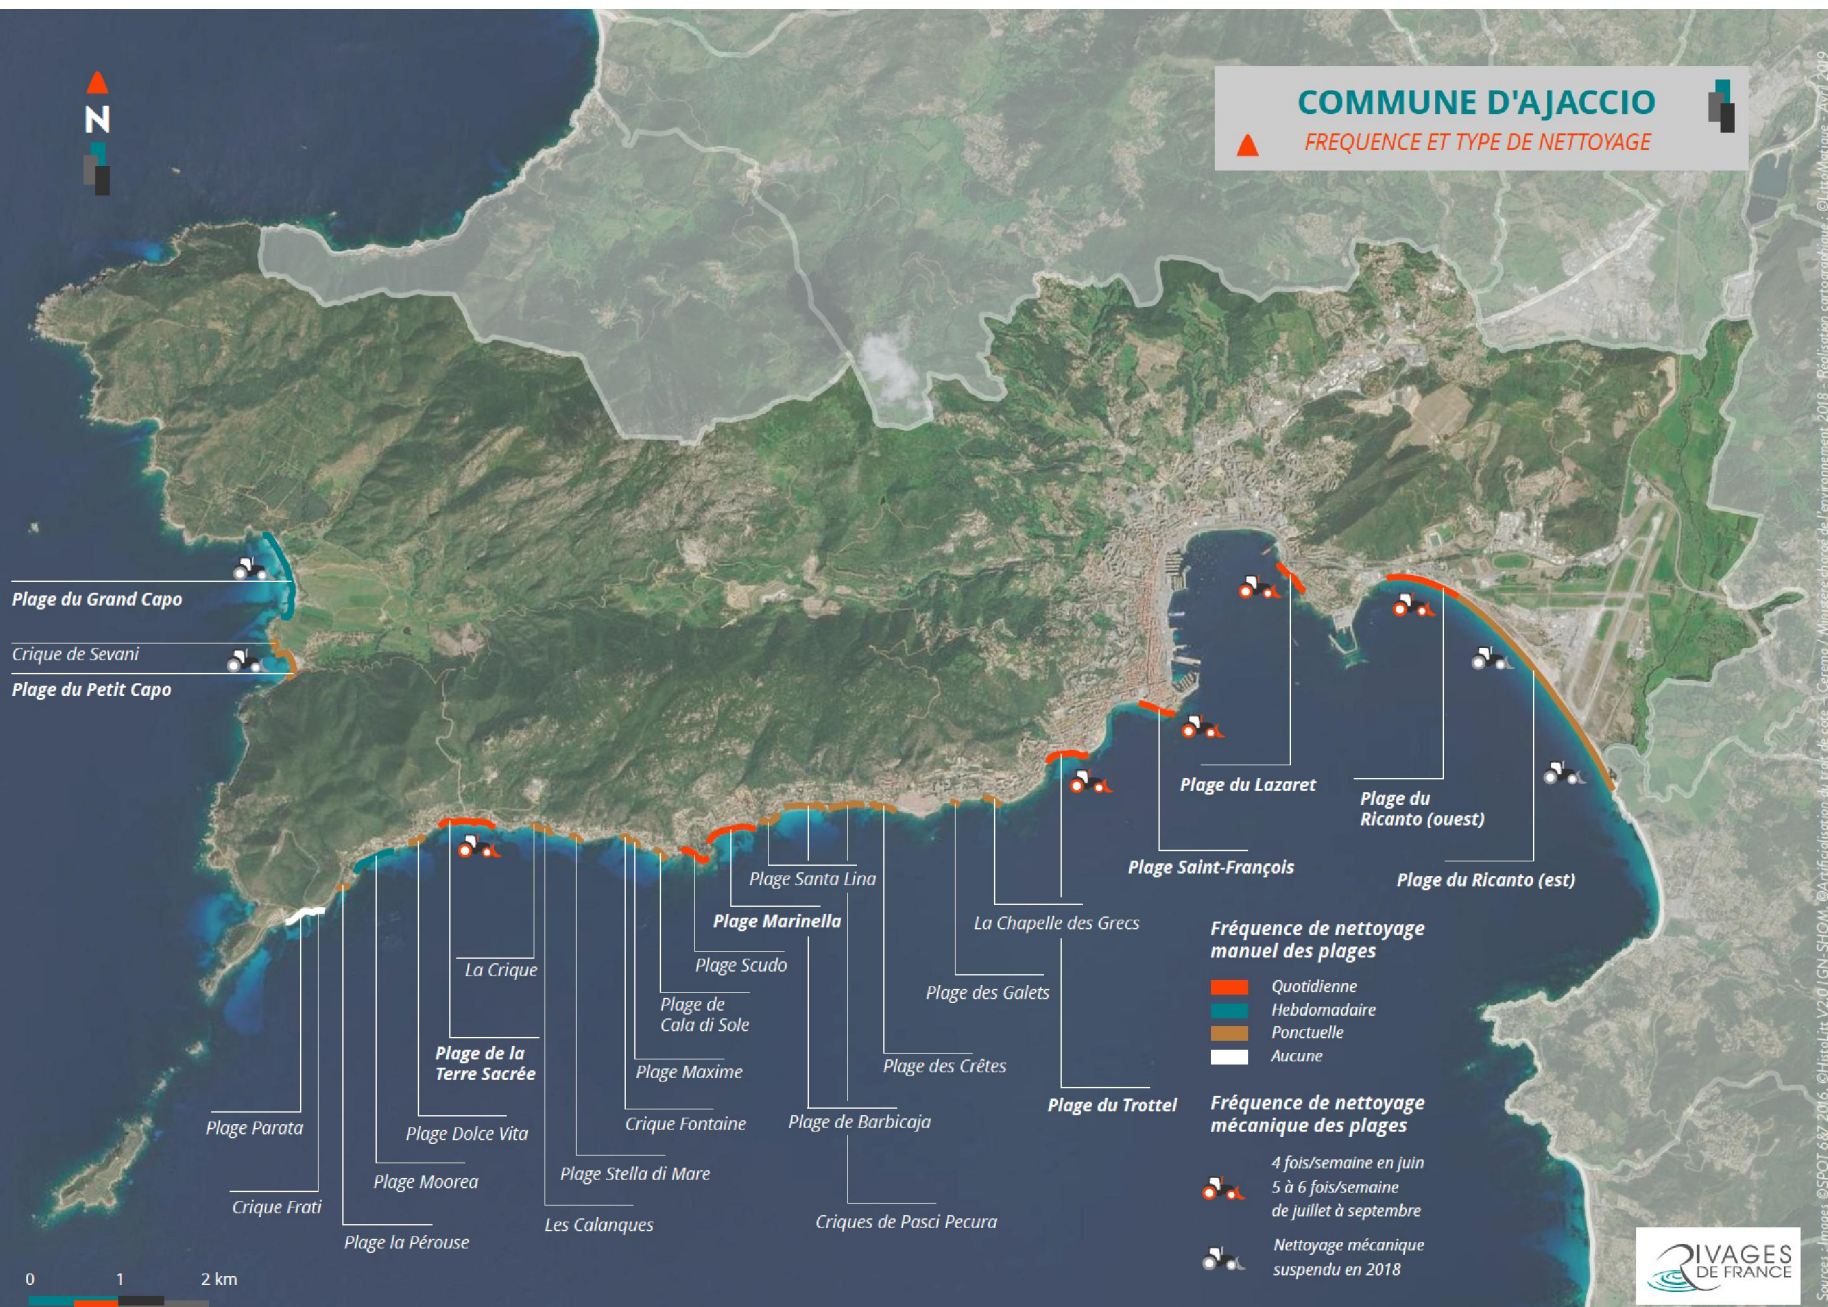 N
COMMUNE D'AJACCIO
FREQUENCE ET TYPE DE NETTOYAGE
Plage du Grand Capo
Crique de Sevani
Plage du Petit Capo
Plage du Lazaret
Plage du
Ricanto (ouest)
Plage Saint-François
Plage du Ricanto (est)
Plage Santa Lina
Plage Marinella
La Chapelle des Grecs
Plage Scudo
La Crique
Plage des Galets
Plage de
Cala di Sole
Plage de la
Terre Sacrée
Plage Maxime
Plage des Crêtes
Plage du Trottel
Plage Parata
Plage Dolce Vita
Crique Fontaine
Plage de Barbicaja
Plage Moorea
Plage Stella di Mare
Crique Frati
Les Calanques
Criques de Pasci Pecura
Plage la Pérouse
Fréquence de nettoyage
manuel des plages
Quotidienne
Hebdomadaire
Ponctuelle
Aucune
Fréquence de nettoyage
mécanique des plages
4 fois/semaine en juin
5 à 6 fois/semaine
de juillet à septembre
Nettoyage mécanique
suspendu en 2018
0 1 2 km
RIVAGES
DE FRANCE